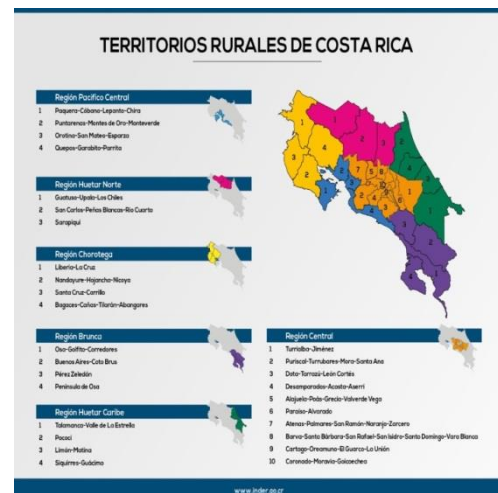 TERRITORIOS RURALES DE COSTA RICA
Región Pacífico Central
1 Paquera-Cóbano-Lepanto-Chira
2 Puntarenas-Montes de Oro-Monteverde
3 Orotina-San Mateo-Esparza
4 Quepos-Garabito-Parrita
Región Huetar Norte
1 Guatuso-Upala-Los Chiles
2 San Carlos-Peñas Blancas-Río Cuarto
3 Sarapiquí
Región Chorotega
1 Liberia-La Cruz
2 Nandayure-Hojancha-Nicoya
3 Santa Cruz-Carrillo
4 Bagaces-Cañas-Tilarán-Abangares
Región Brunca
1 Osa-Golfito-Corredores
2 Buenos Aires-Coto Brus
3 Pérez Zeledón
4 Península de Osa
Región Huetar Caribe
1 Talamanca-Valle de La Estrella
2 Pococí
3 Limón-Matina
4 Siquirres-Guácimo
Región Central
1 Turrialba-Jiménez
2 Puriscal-Turrubares-Mora-Santa Ana
3 Dota-Tarrazú-León Cortés
4 Desamparados-Acosta-Aserrí
5 Alajuela-Poás-Grecia-Valverde Vega
6 Paraíso-Alvarado
7 Atenas-Palmares-San Ramón-Naranjo-Zarcero
8 Barva-Santa Bárbara-San Rafael-San Isidro-Santo Domingo-Vara Blanca
9 Cartago-Oreamuno-El Guarco-La Unión
10 Coronado-Moravia-Goicoechea
www.inder.go.cr